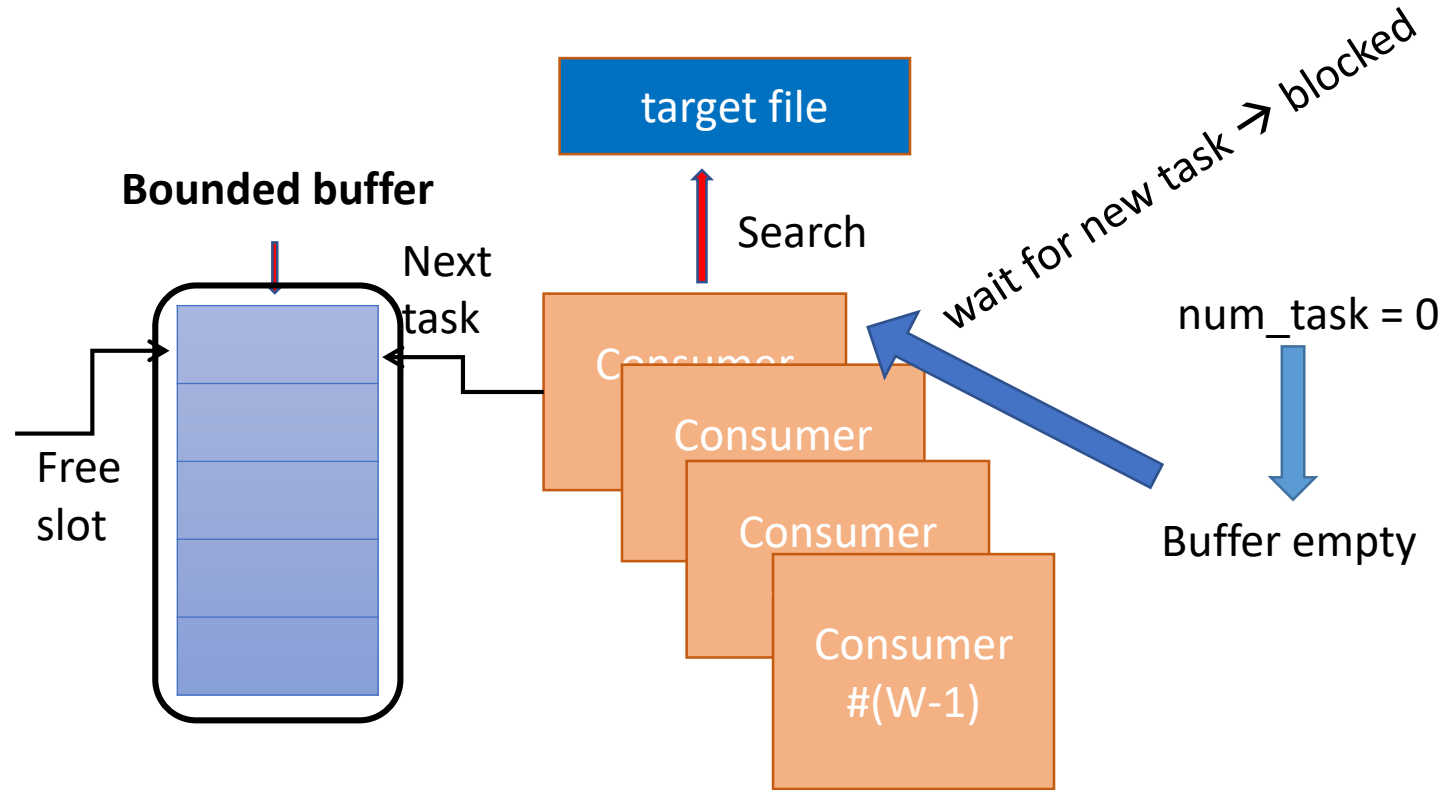 target file
wait for new task → blocked
Bounded buffer
Search
Next
task
num_task = 0
Consumer
Consumer
Free
slot
Consumer
Buffer empty
Consumer
#(W-1)